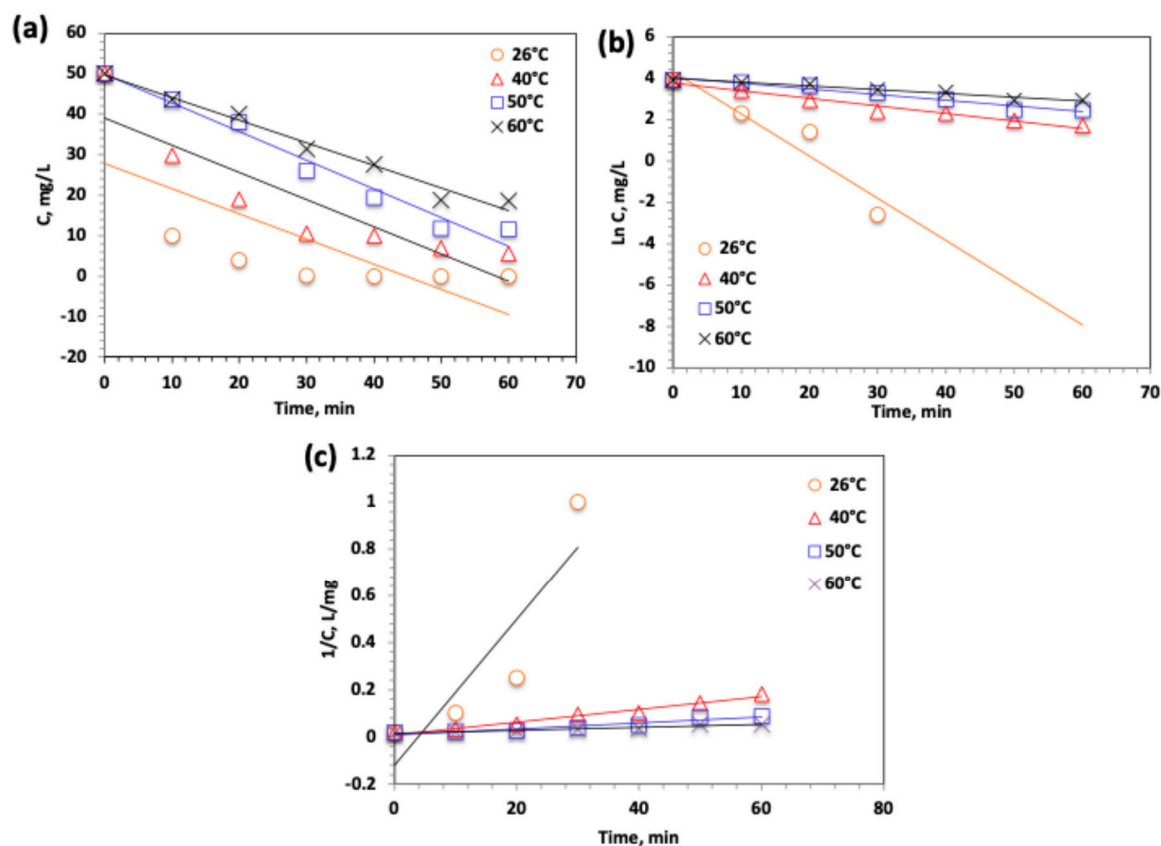 (a)
60
50
40
30
20
10
0
-10
-20
C, mg/L
0 10 20 30 40 50 60 70
Time, min
26°C
40°C
50°C
60°C
(b)
6
4
2
0
-2
-4
-6
-8
-10
Ln C, mg/L
0 10 20 30 40 50 60 70
Time, min
26°C
40°C
50°C
60°C
(c)
1.2
1
0.8
0.6
0.4
0.2
0
-0.2
1/C, L/mg
0 20 40 60 80
Time, min
26°C
40°C
50°C
60°C